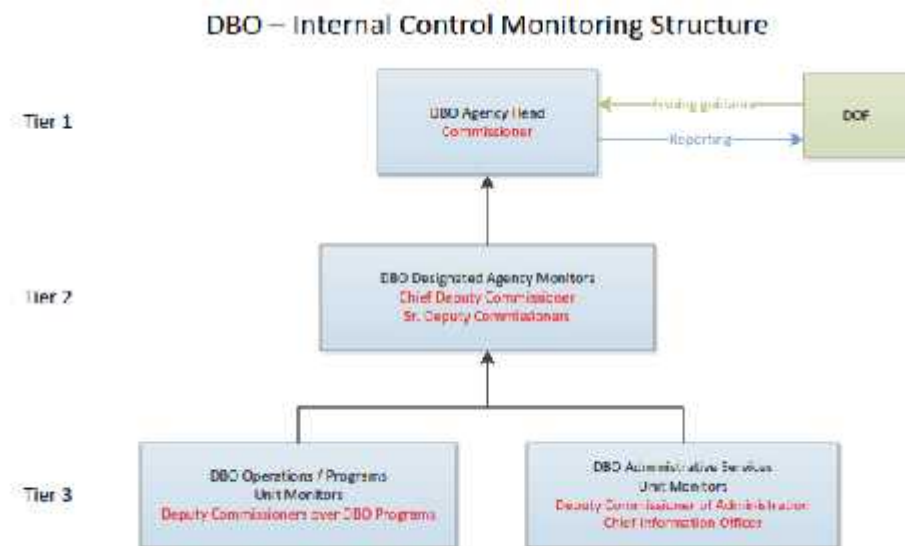 DBO – Internal Control Monitoring Structure
Tier 1
DBO Agency Head
Commissioner
Issuing guidance
Reporting
DOF
Tier 2
DBO Designated Agency Monitors
Chief Deputy Commissioner
Sr. Deputy Commissioners
Tier 3
DBO Operations / Programs
Unit Monitors
Deputy Commissioners over DBO Programs
DBO Administrative Services
Unit Monitors
Deputy Commissioner of Administration
Chief Information Officer